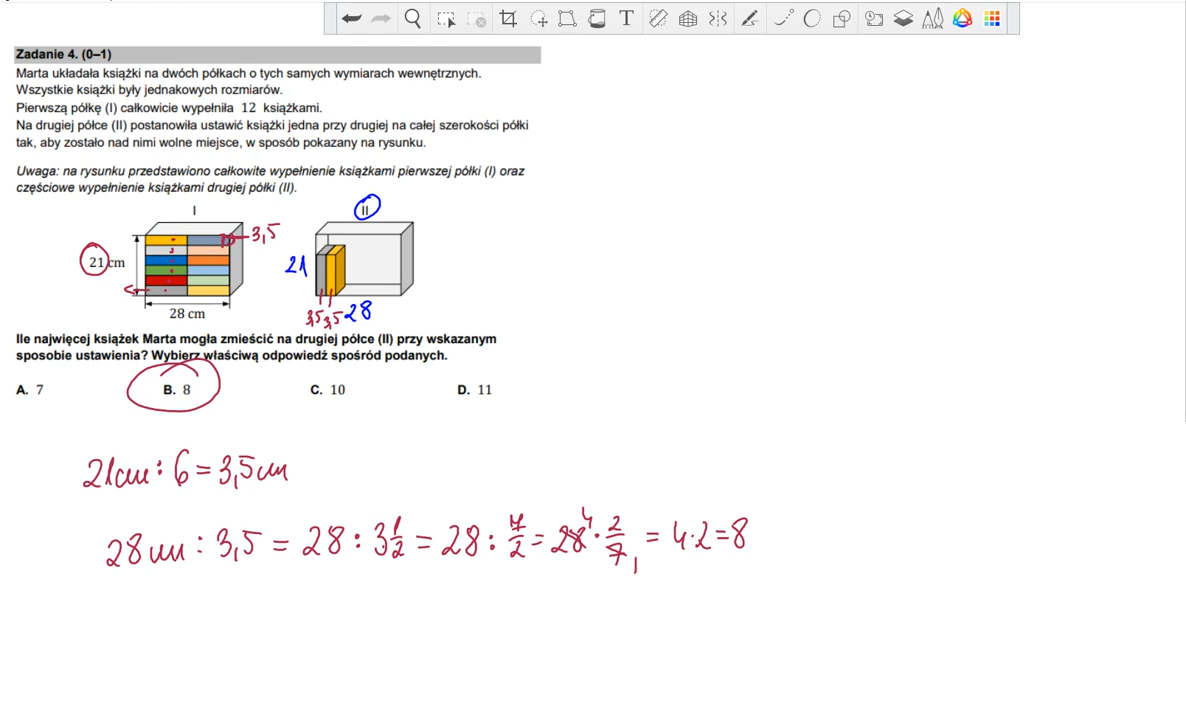 Zadanie 4. (0–1)
Marta układała książki na dwóch półkach o tych samych wymiarach wewnętrznych.
Wszystkie książki były jednakowych rozmiarów.
Pierwszą półkę (I) całkowicie wypełniła 12 książkami.
Na drugiej półce (II) postanowiła ustawić książki jedna przy drugiej na całej szerokości półki
tak, aby zostało nad nimi wolne miejsce, w sposób pokazany na rysunku.
Uwaga: na rysunku przedstawiono całkowite wypełnienie książkami pierwszej półki (I) oraz
częściowe wypełnienie książkami drugiej półki (II).
I
II
3,5
21 cm
21
28 cm
3,5 3,5 28
Ile najwięcej książek Marta mogła zmieścić na drugiej półce (II) przy wskazanym
sposobie ustawienia? Wybierz właściwą odpowiedź spośród podanych.
A. 7 B. 8 C. 10 D. 11
21cm : 6 = 3,5cm
28cm : 3,5 = 28 : 3 1/2 = 28 : 7/2 = 28 4 · 2/7 1 = 4·2=8